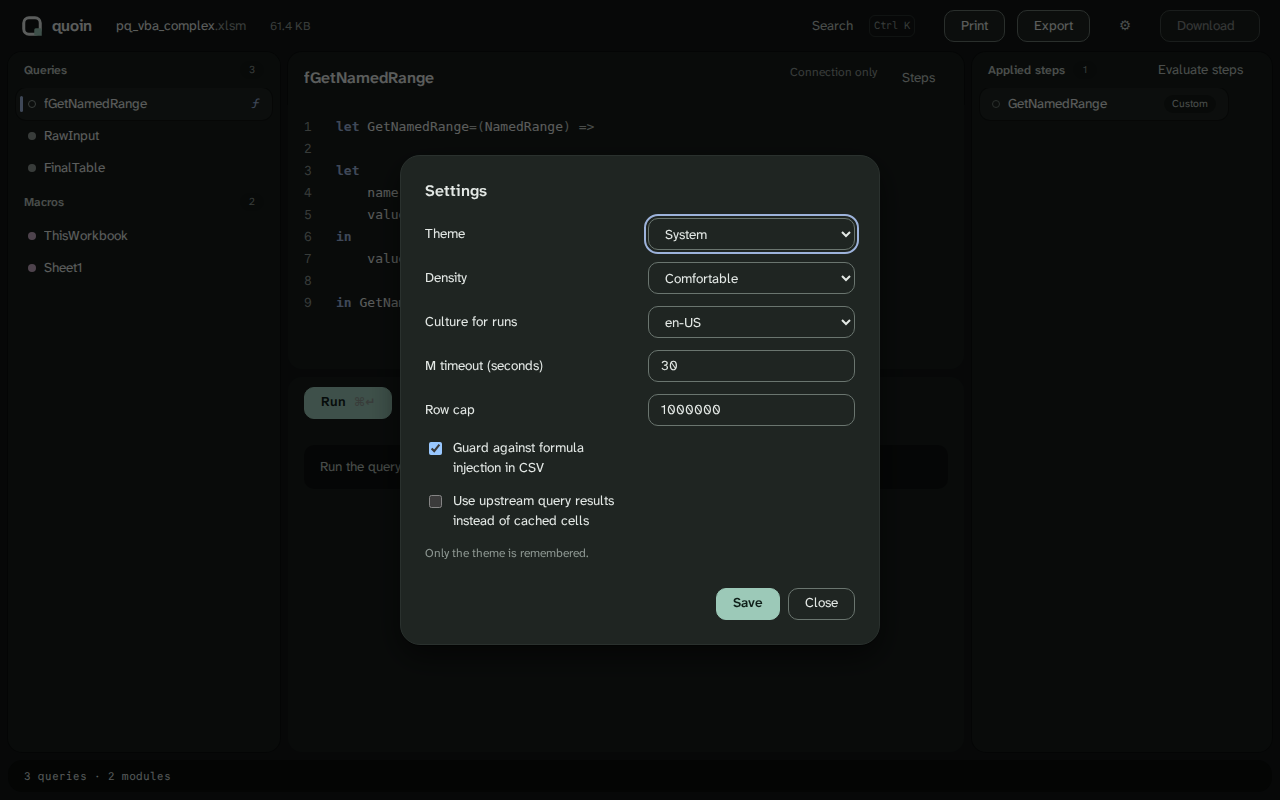 quoin
pq_vba_complex.xlsm
61.4 KB
Search
Ctrl K
Print
Export
Download
Queries
3
fGetNamedRange
f
RawInput
FinalTable
Macros
2
ThisWorkbook
Sheet1
fGetNamedRange
Connection only
Steps
1 let GetNamedRange=(NamedRange) =>
2
3 let
4 name
5 valu
6 in
7 valu
8
9 in GetNa
Run ⌘↵
Run the query
Applied steps
1
Evaluate steps
GetNamedRange
Custom
Settings
Theme
System
Density
Comfortable
Culture for runs
en-US
M timeout (seconds)
30
Row cap
1000000
Guard against formula
injection in CSV
Use upstream query results
instead of cached cells
Only the theme is remembered.
Save
Close
3 queries · 2 modules